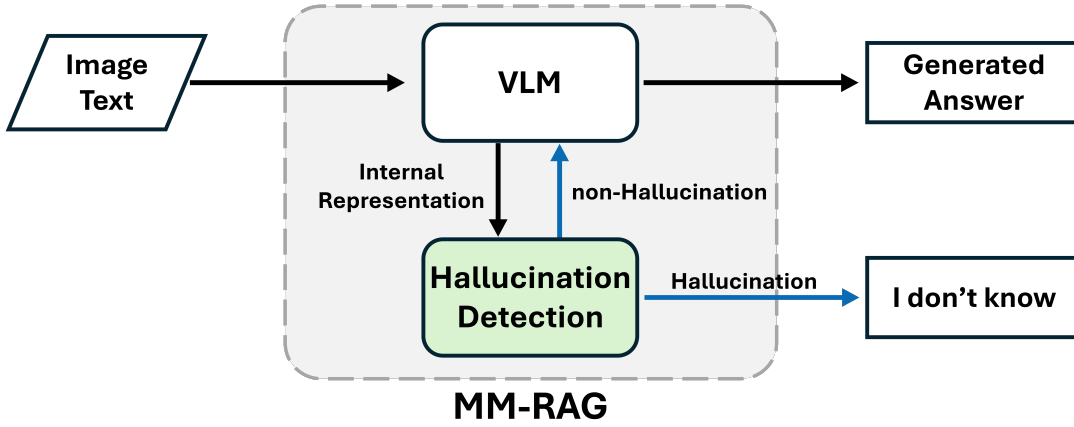 Image
Text
VLM
Generated
Answer
Internal
Representation
non-Hallucination
Hallucination
Detection
Hallucination
I don't know
MM-RAG